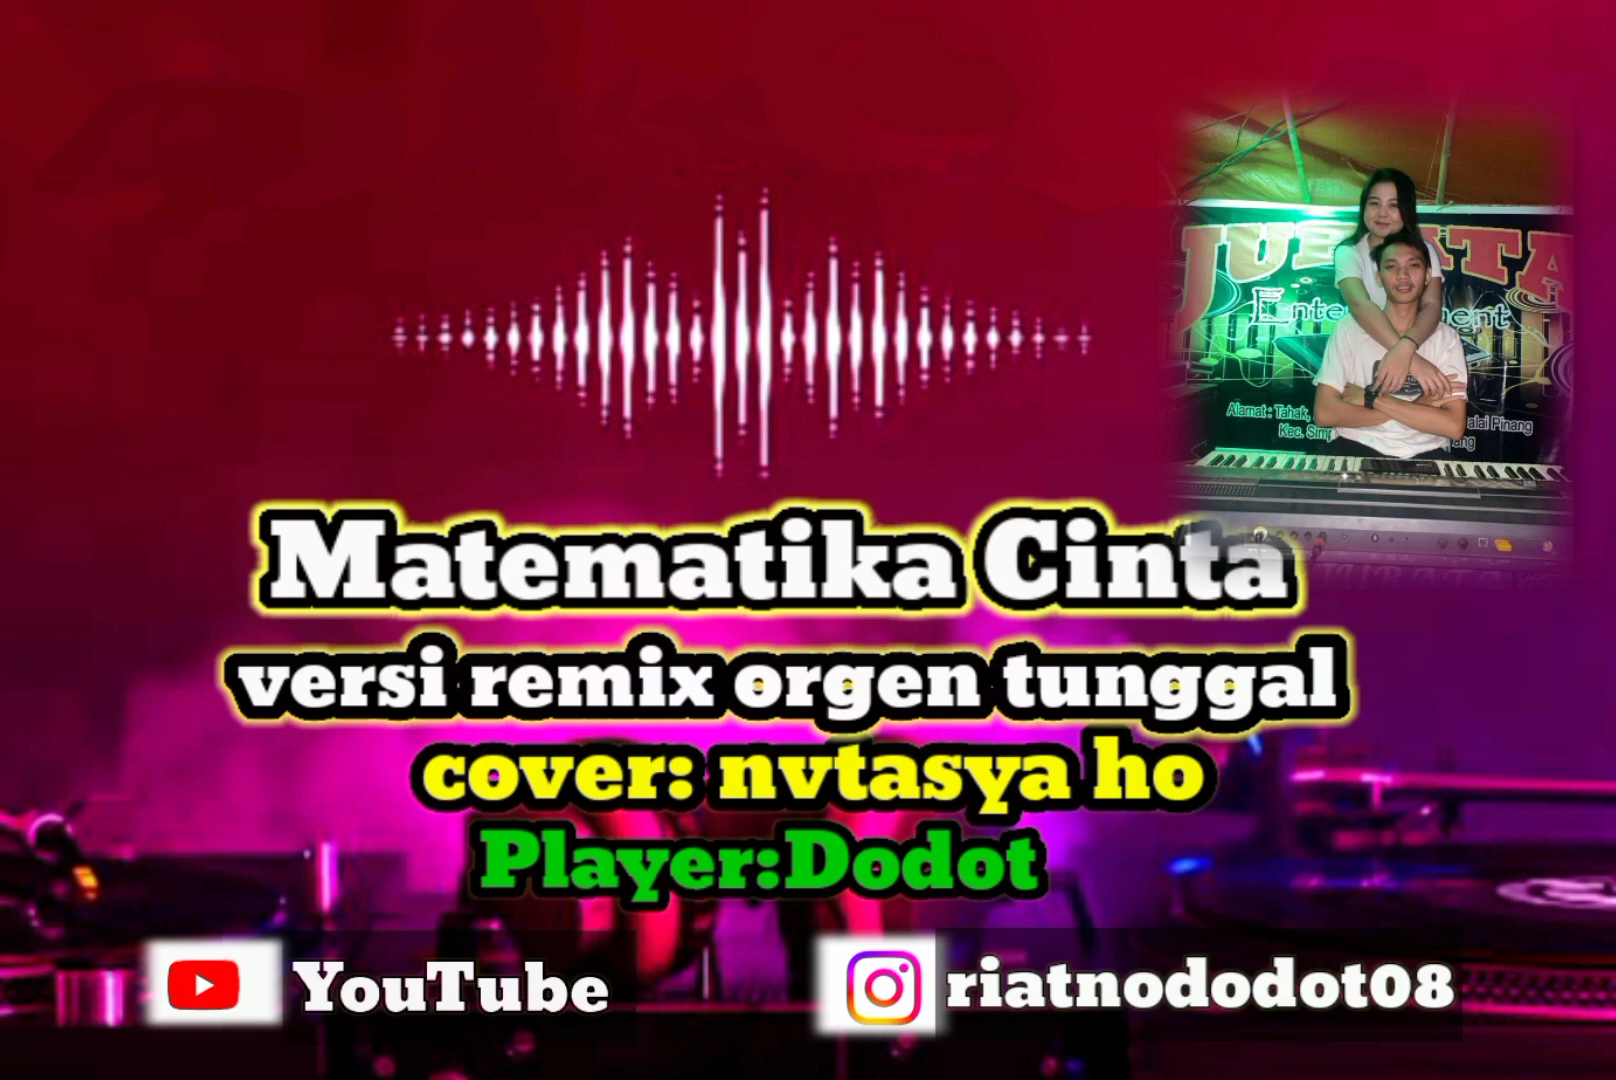 Matematika Cinta
versi remix orgen tunggal
cover: nvtasya ho
Player:Dodot
YouTube
riatnododot08
Alamat : Tahak,
alai Pinang
Kec. Simp
ang